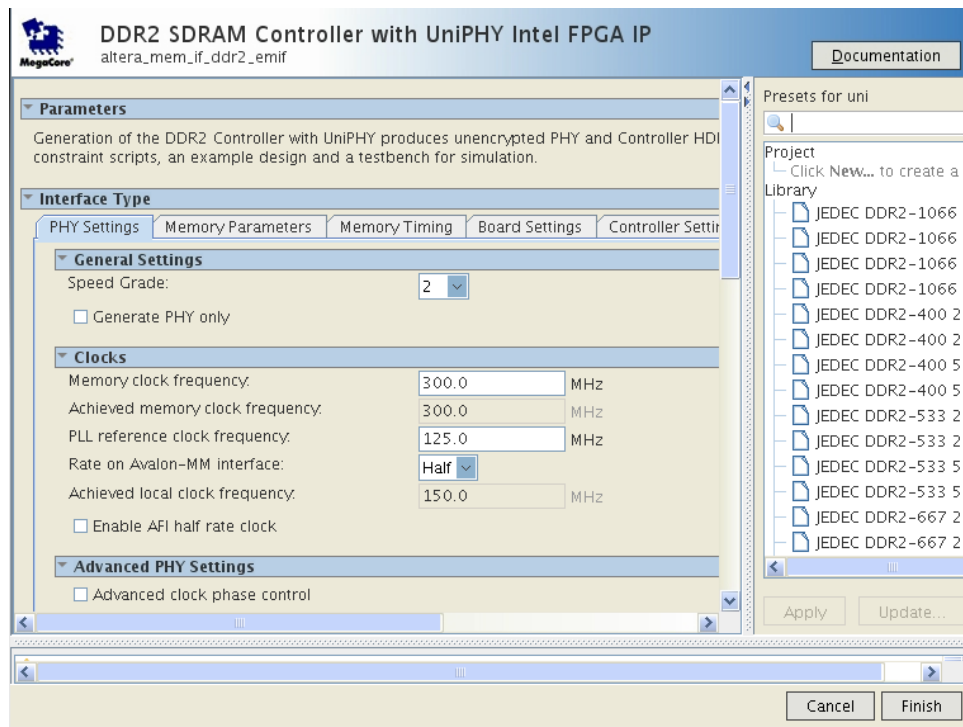 MegaCore®
DDR2 SDRAM Controller with UniPHY Intel FPGA IP
altera_mem_if_ddr2_emif
Documentation
Parameters
Generation of the DDR2 Controller with UniPHY produces unencrypted PHY and Controller HDL
constraint scripts, an example design and a testbench for simulation.
Interface Type
PHY Settings
Memory Parameters
Memory Timing
Board Settings
Controller Settin
General Settings
Speed Grade:
2
Generate PHY only
Clocks
Memory clock frequency:
300.0
MHz
Achieved memory clock frequency:
300.0
MHz
PLL reference clock frequency:
125.0
MHz
Rate on Avalon-MM interface:
Half
Achieved local clock frequency:
150.0
MHz
Enable AFI half rate clock
Advanced PHY Settings
Advanced clock phase control
Presets for uni
Project
Click New... to create a
Library
JEDEC DDR2-1066
JEDEC DDR2-1066
JEDEC DDR2-1066
JEDEC DDR2-1066
JEDEC DDR2-400 2
JEDEC DDR2-400 2
JEDEC DDR2-400 5
JEDEC DDR2-400 5
JEDEC DDR2-533 2
JEDEC DDR2-533 2
JEDEC DDR2-533 5
JEDEC DDR2-533 5
JEDEC DDR2-667 2
JEDEC DDR2-667 2
Apply
Update...
Cancel
Finish